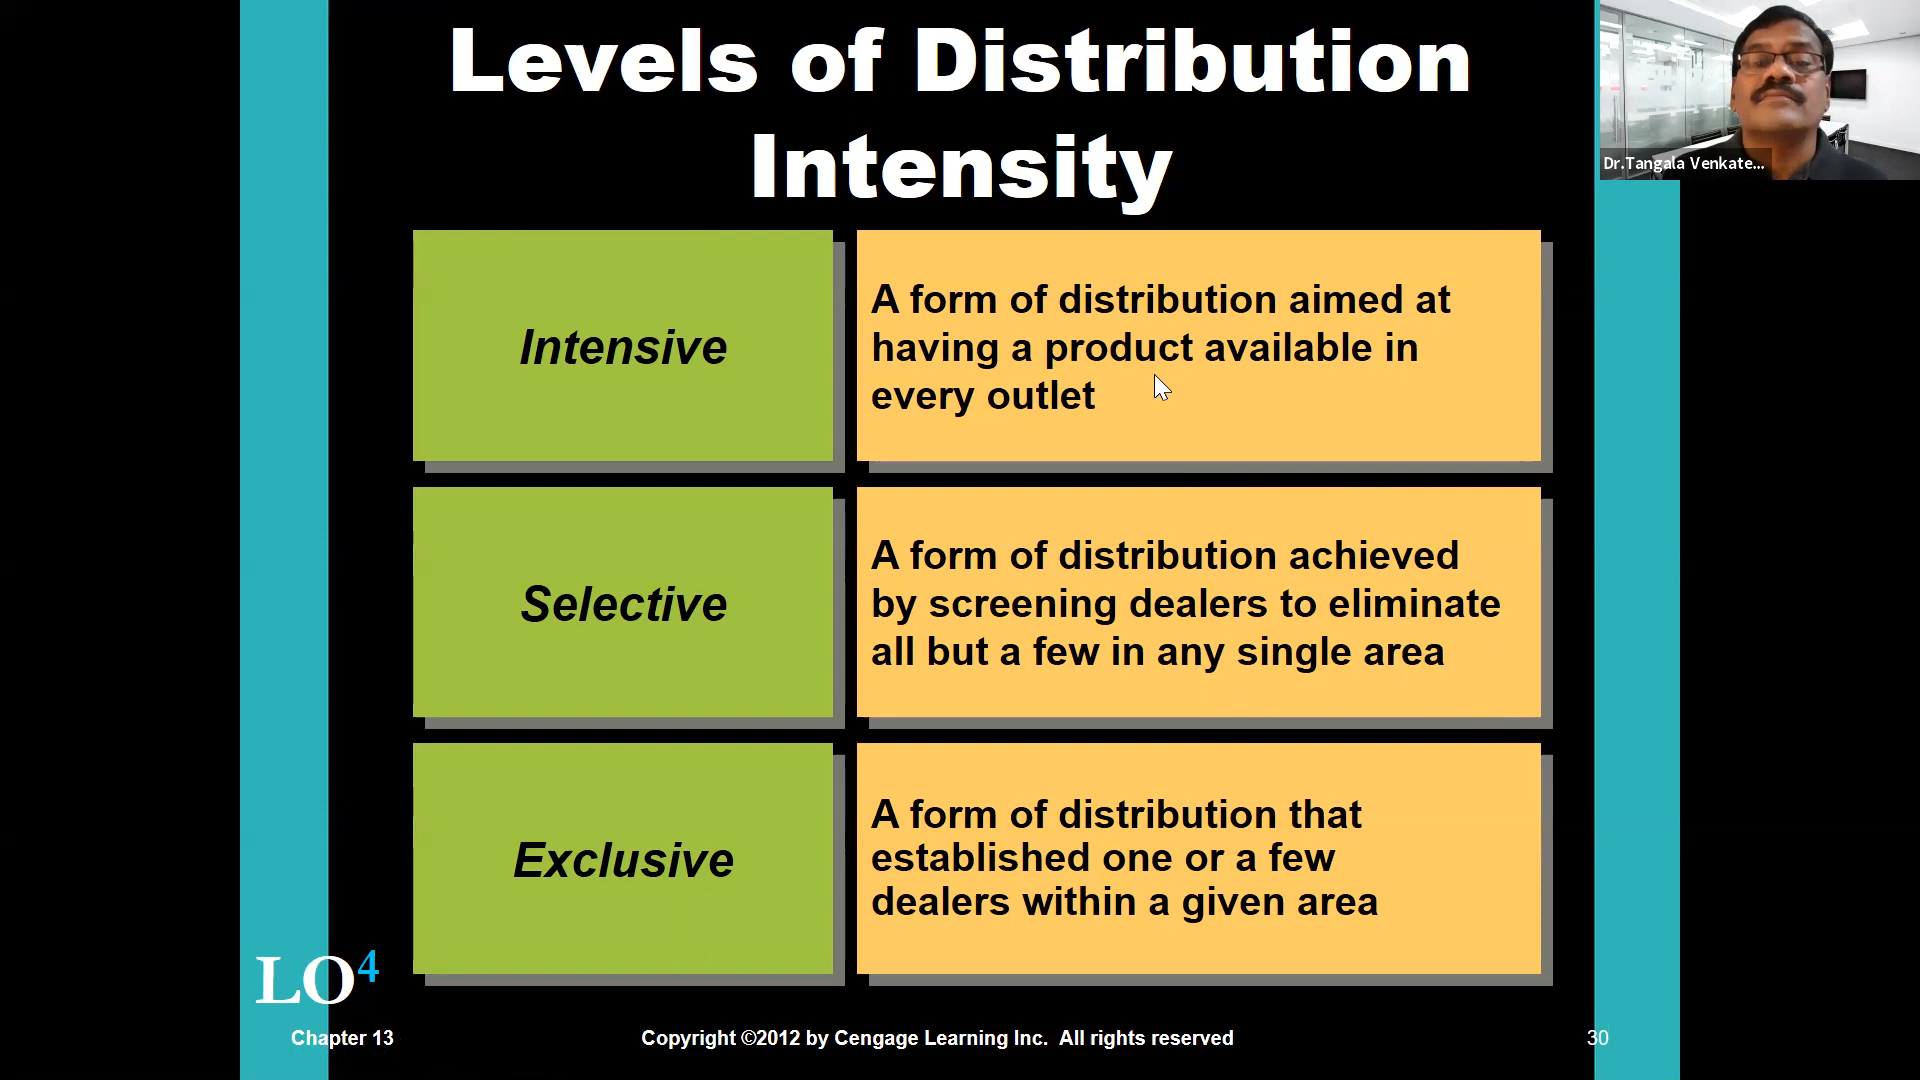 Levels of Distribution
Intensity
Dr.Tangala Venkate...
Intensive
A form of distribution aimed at
having a product available in
every outlet
Selective
A form of distribution achieved
by screening dealers to eliminate
all but a few in any single area
Exclusive
A form of distribution that
established one or a few
dealers within a given area
LO4
Chapter 13
Copyright ©2012 by Cengage Learning Inc. All rights reserved
30